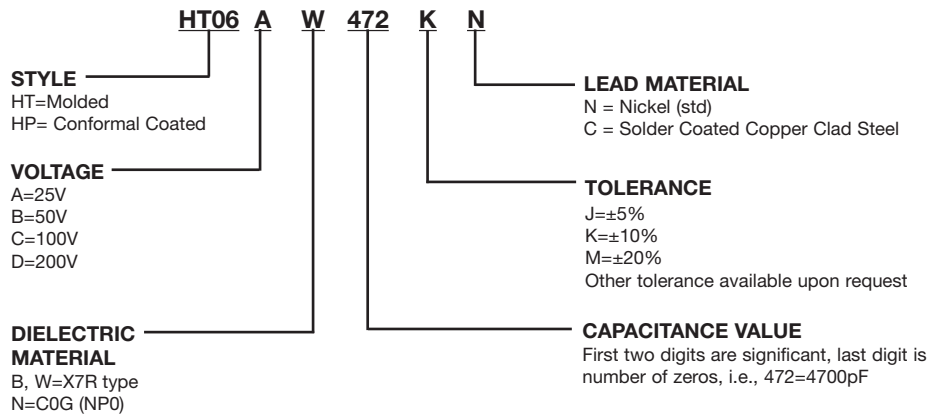 HT06 A W 472 K N
STYLE
HT=Molded
HP= Conformal Coated
VOLTAGE
A=25V
B=50V
C=100V
D=200V
DIELECTRIC
MATERIAL
B, W=X7R type
N=C0G (NP0)
LEAD MATERIAL
N = Nickel (std)
C = Solder Coated Copper Clad Steel
TOLERANCE
J=±5%
K=±10%
M=±20%
Other tolerance available upon request
CAPACITANCE VALUE
First two digits are significant, last digit is
number of zeros, i.e., 472=4700pF